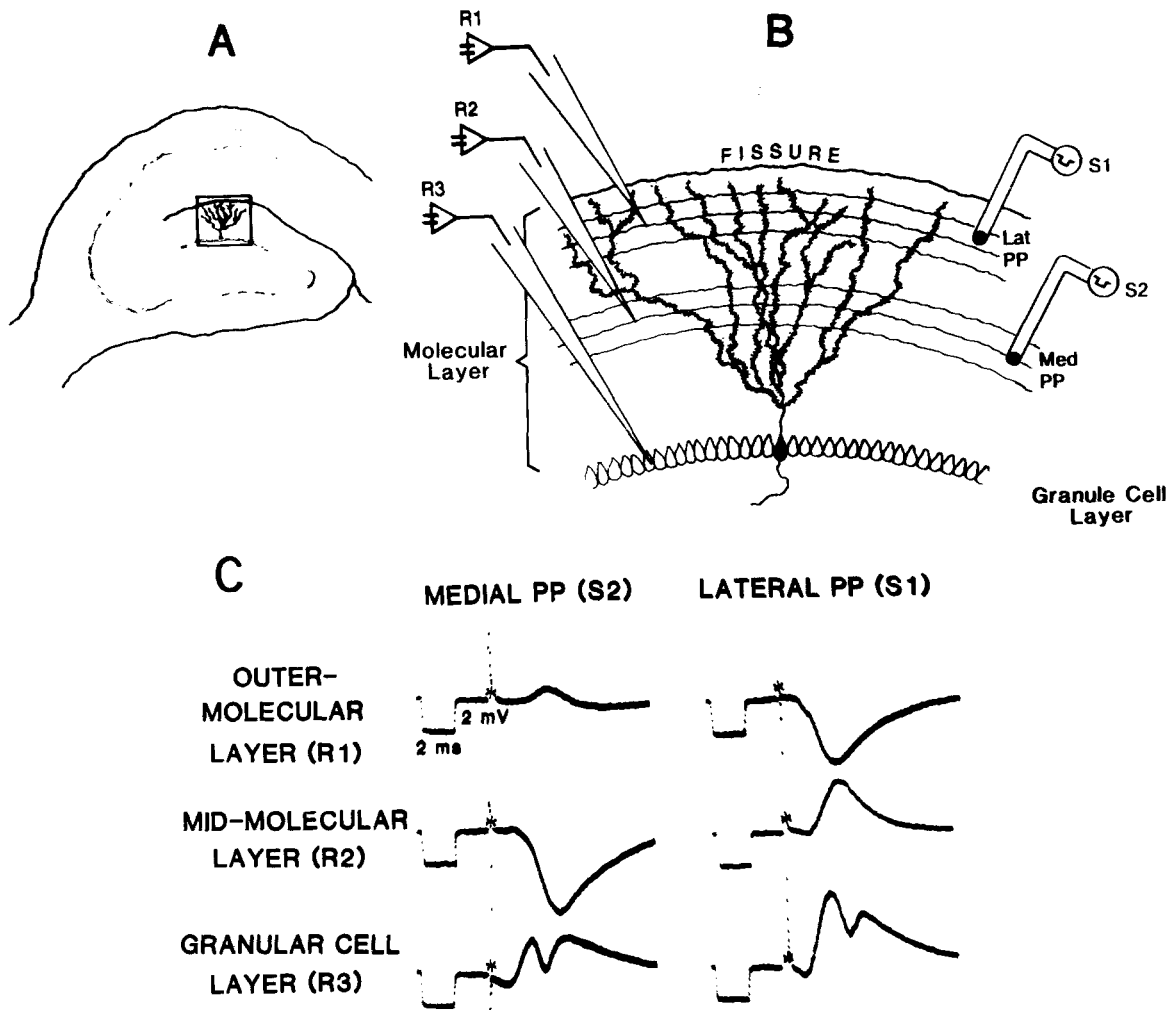 A
B
R1
R2
R3
FISSURE
S1
Lat
PP
S2
Med
PP
Molecular
Layer
Granule Cell
Layer
C
MEDIAL PP (S2)
LATERAL PP (S1)
OUTER-
MOLECULAR
LAYER (R1)
*
2 mV
2 ms
*
MID-MOLECULAR
LAYER (R2)
*
*
GRANULAR CELL
LAYER (R3)
*
*